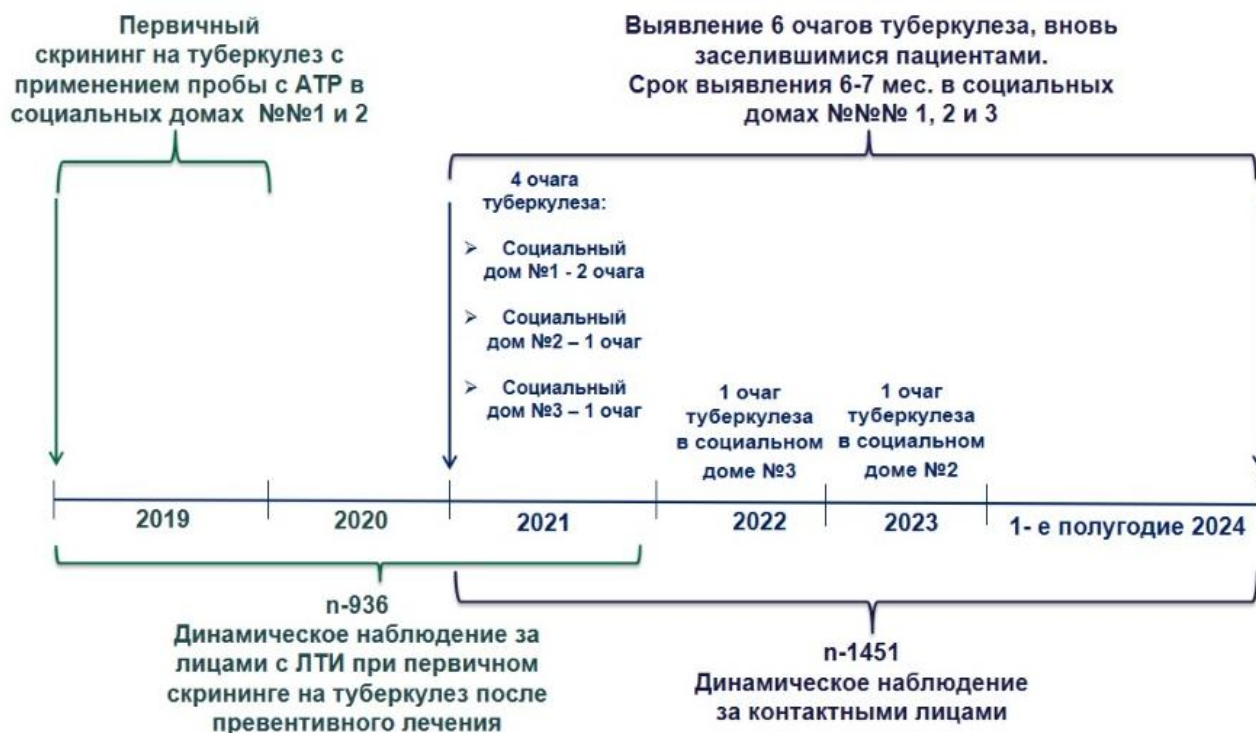 Первичный
скрининг на туберкулез с
применением пробы с АТР в
социальных домах №№1 и 2
Выявление 6 очагов туберкулеза, вновь
заселившимися пациентами.
Срок выявления 6-7 мес. в социальных
домах №№№ 1, 2 и 3
4 очага
туберкулеза:
➢ Социальный
дом №1 - 2 очага
➢ Социальный
дом №2 – 1 очаг
➢ Социальный
дом №3 – 1 очаг
1 очаг
туберкулеза
в социальном
доме №3
1 очаг
туберкулеза
в социальном
доме №2
2019
2020
2021
2022
2023
1- е полугодие 2024
n-936
Динамическое наблюдение за
лицами с ЛТИ при первичном
скрининге на туберкулез после
превентивного лечения
n-1451
Динамическое наблюдение
за контактными лицами